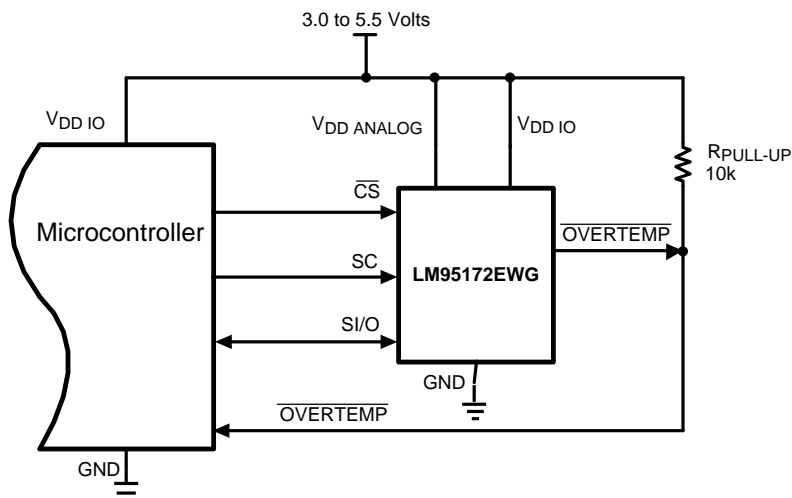 3.0 to 5.5 Volts
VDD IO
VDD ANALOG
VDD IO
RPULL-UP
10k
CS
Microcontroller
OVERTEMP
SC
LM95172EWG
SI/O
GND
OVERTEMP
GND